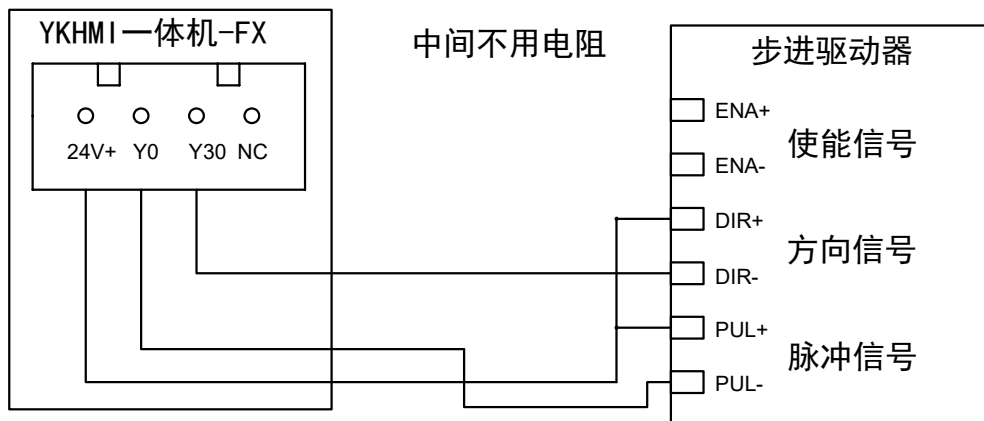 YKHMI一体机-FX
24V+ Y0 Y30 NC
中间不用电阻
步进驱动器
ENA+
使能信号
ENA-
DIR+
方向信号
DIR-
PUL+
脉冲信号
PUL-